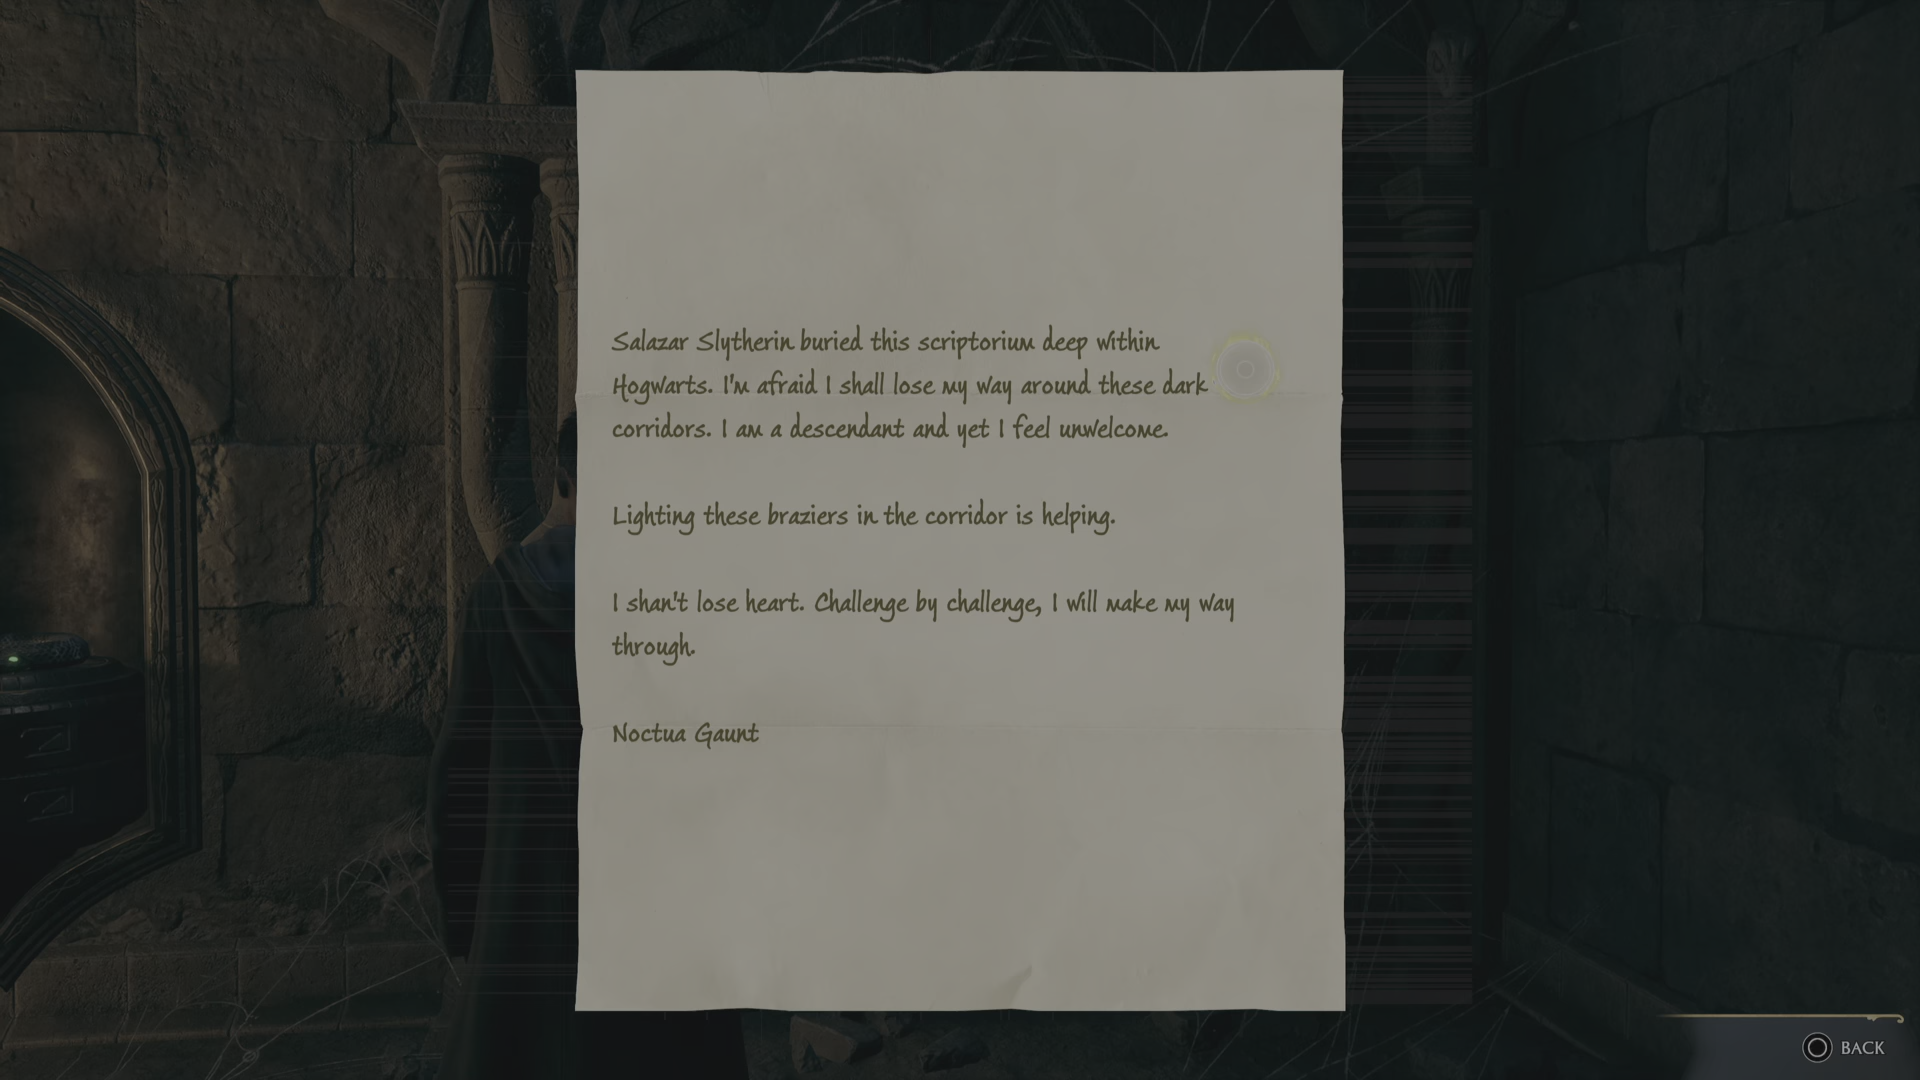 Salazar Slytherin buried this scriptorium deep within
Hogwarts. I'm afraid I shall lose my way around these dark
corridors. I am a descendant and yet I feel unwelcome.
Lighting these braziers in the corridor is helping.
I shan't lose heart. Challenge by challenge, I will make my way
through.
Noctua Gaunt
BACK